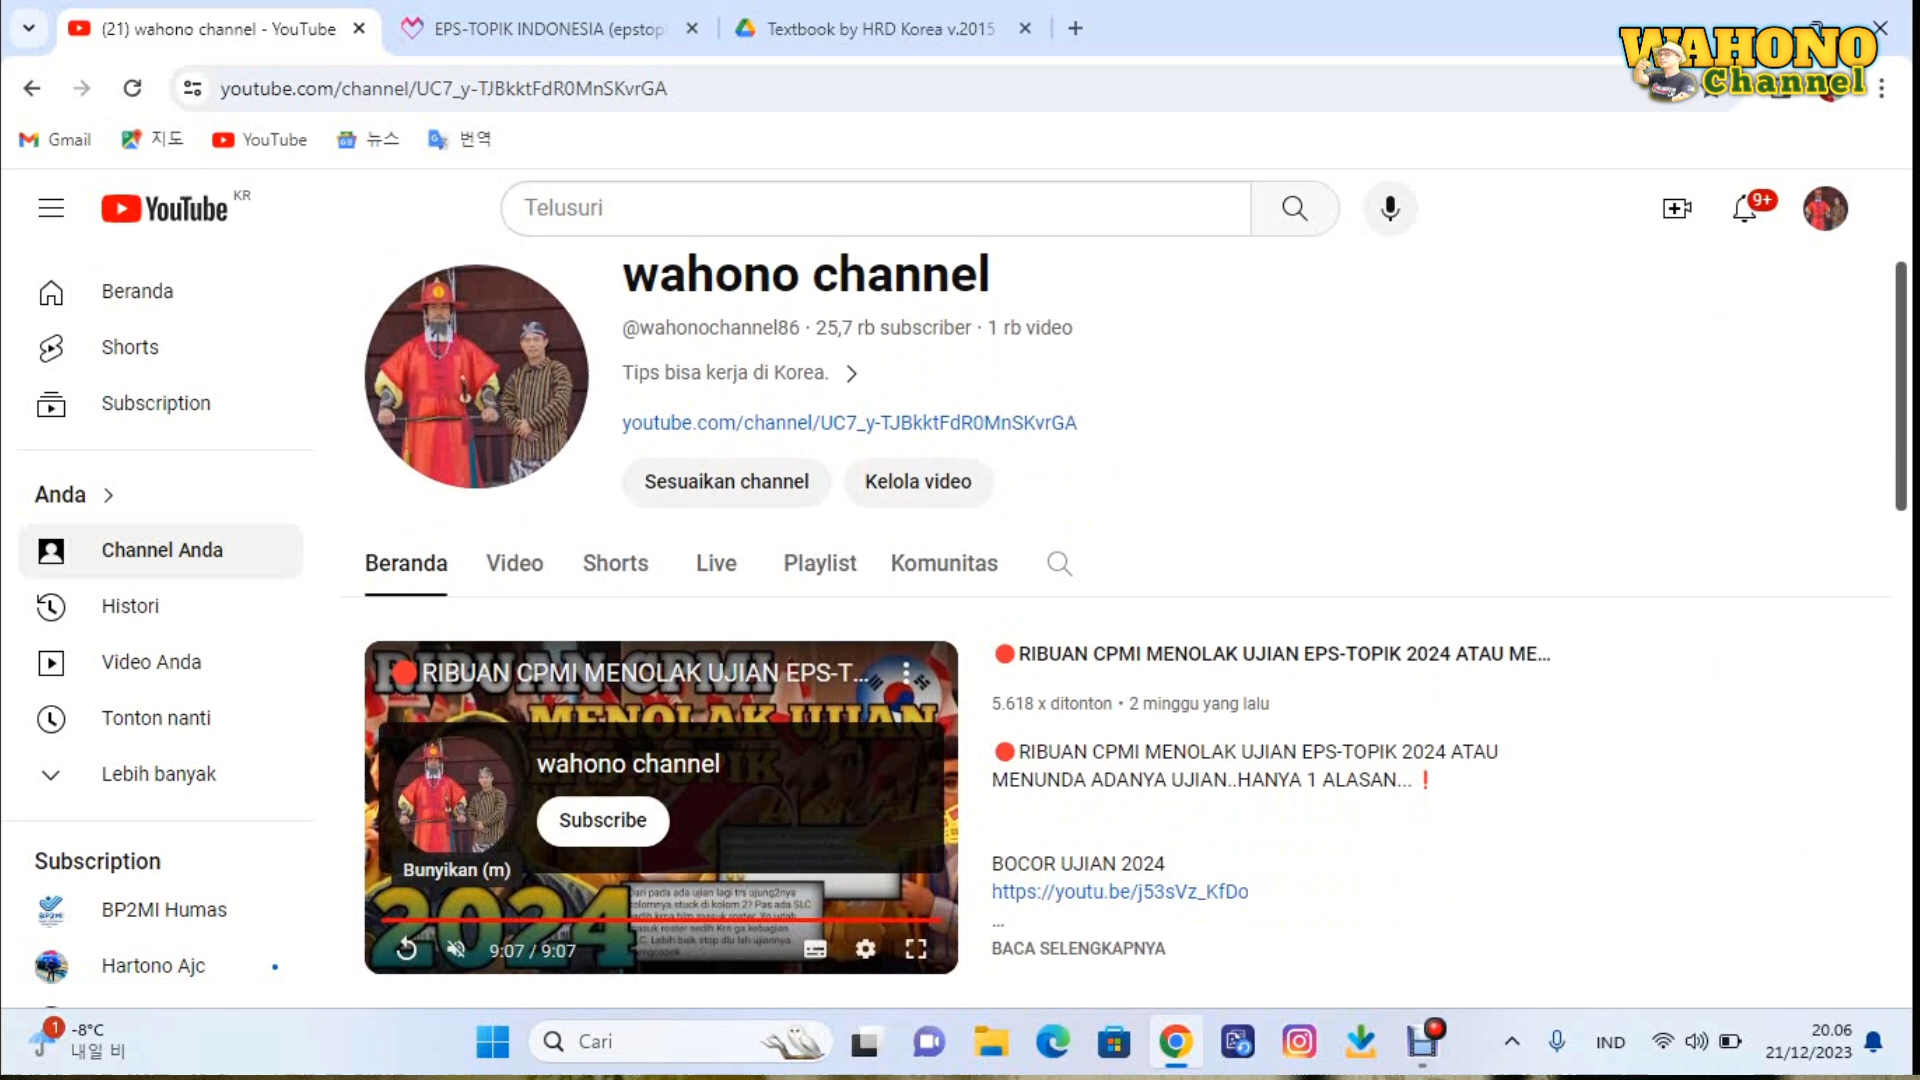 (21) wahono channel - YouTube
EPS-TOPIK INDONESIA (epstop
Textbook by HRD Korea v.2015
WAHONO
Channel
youtube.com/channel/UC7_y-TJBkktFdR0MnSKvrGA
Gmail
지도
YouTube
뉴스
번역
YouTube KR
Telusuri
9+
Beranda
Shorts
Subscription
Anda
Channel Anda
Histori
Video Anda
Tonton nanti
Lebih banyak
Subscription
BP2MI Humas
Hartono Ajc
wahono channel
@wahonochannel86 · 25,7 rb subscriber · 1 rb video
Tips bisa kerja di Korea.
youtube.com/channel/UC7_y-TJBkktFdR0MnSKvrGA
Sesuaikan channel
Kelola video
Beranda
Video
Shorts
Live
Playlist
Komunitas
🔴RIBUAN CPMI MENOLAK UJIAN EPS-T...
MENOLAK UJIAN
wahono channel
Subscribe
Bunyikan (m)
2024
9:07 / 9:07
🔴RIBUAN CPMI MENOLAK UJIAN EPS-TOPIK 2024 ATAU ME...
5.618 x ditonton • 2 minggu yang lalu
🔴RIBUAN CPMI MENOLAK UJIAN EPS-TOPIK 2024 ATAU
MENUNDA ADANYA UJIAN..HANYA 1 ALASAN...❗
BOCOR UJIAN 2024
https://youtu.be/j53sVz_KfDo
...
BACA SELENGKAPNYA
1
-8°C
내일 비
Cari
IND
20.06
21/12/2023